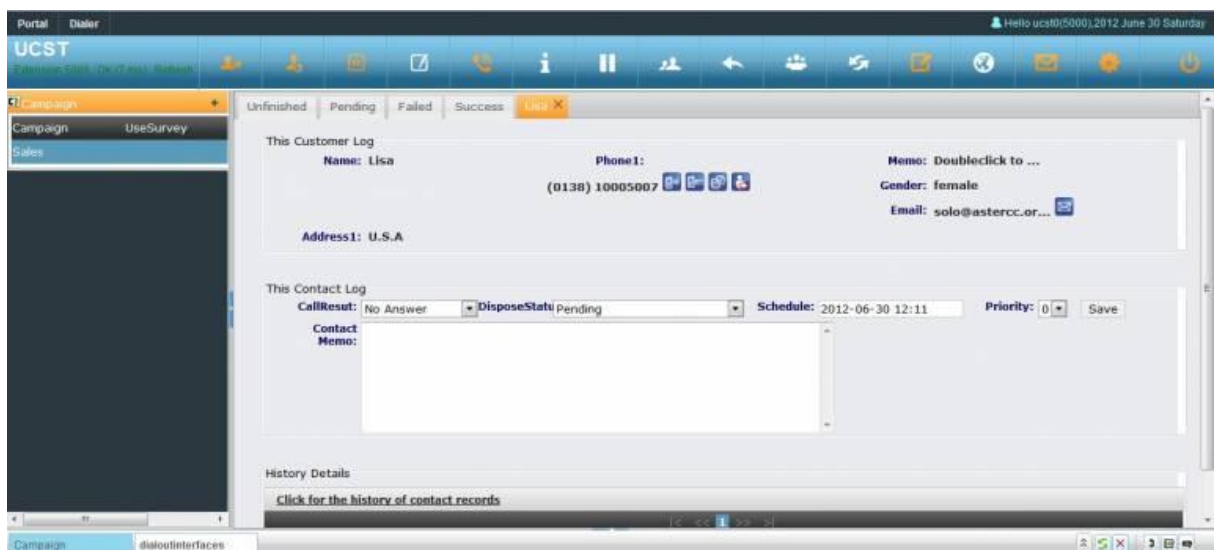 Portal Dialer
Hello ucst0(5000),2012 June 30 Saturday
UCST
Campaign
Campaign UseSurvey
Sales
Unfinished Pending Failed Success Lisa
This Customer Log
Name: Lisa Phone1: Memo: Doubleclick to ...
(0138) 10005007 Gender: female
Email: solo@astercc.or...
Address1: U.S.A
This Contact Log
CallResut: No Answer DisposeStatu Pending Schedule: 2012-06-30 12:11 Priority: 0 Save
Contact
Memo:
History Details
Click for the history of contact records
|< << 1 >> >|
Campaign dialoutinterfaces